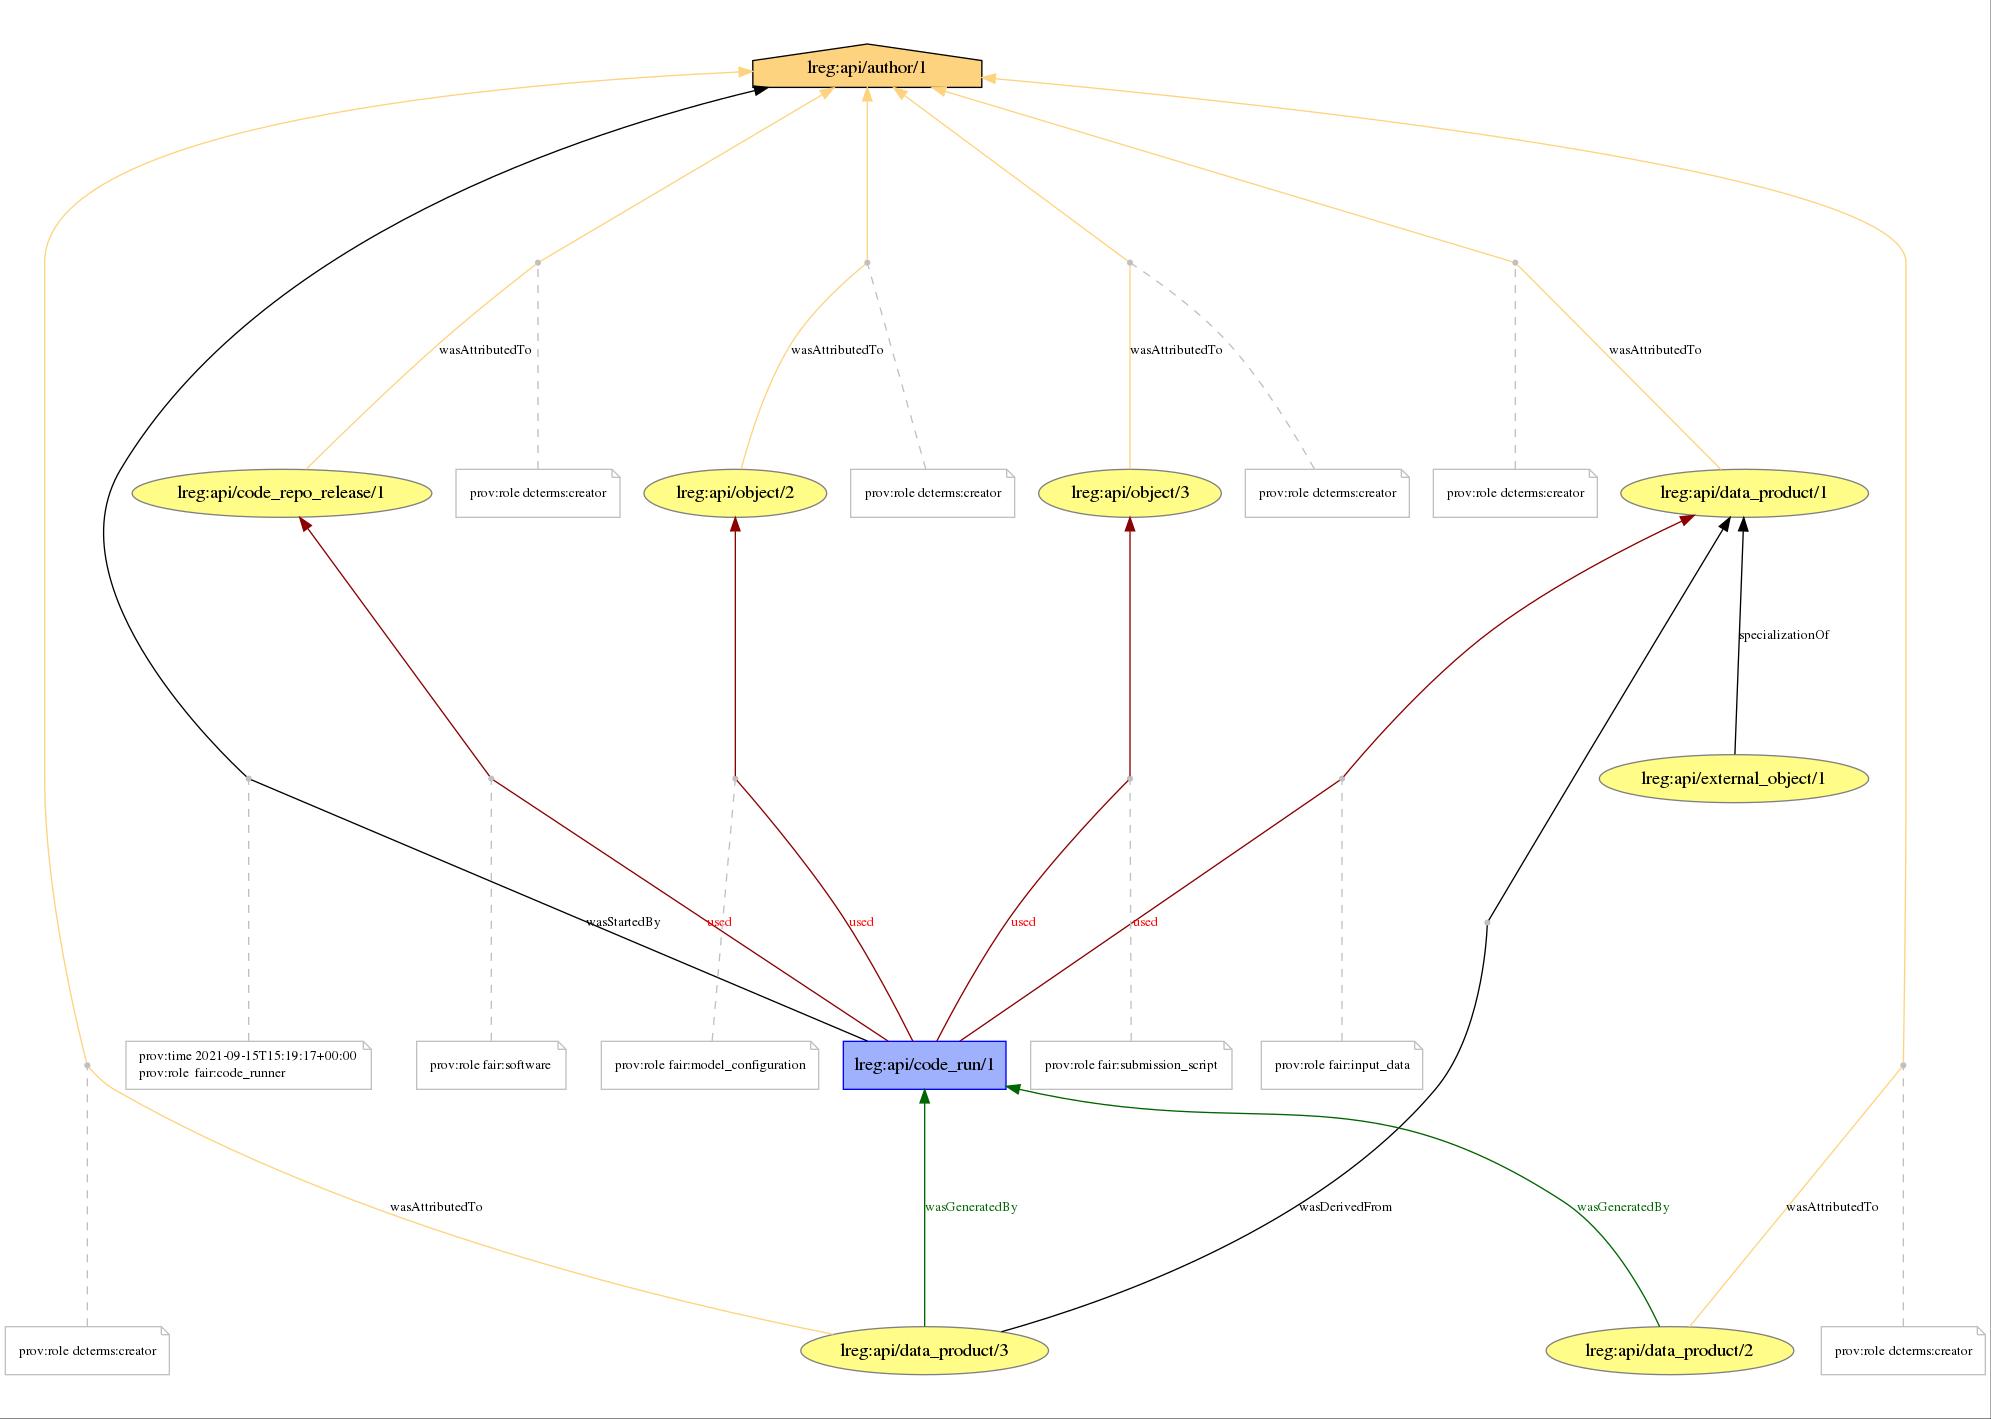 lreg:api/author/1
wasAttributedTo
wasAttributedTo
wasAttributedTo
wasAttributedTo
lreg:api/code_repo_release/1
prov:role dcterms:creator
lreg:api/object/2
prov:role dcterms:creator
lreg:api/object/3
prov:role dcterms:creator
prov:role dcterms:creator
lreg:api/data_product/1
specializationOf
lreg:api/external_object/1
wasStartedBy
used
used
used
used
prov:time 2021-09-15T15:19:17+00:00
prov:role fair:code_runner
prov:role fair:software
prov:role fair:model_configuration
lreg:api/code_run/1
prov:role fair:submission_script
prov:role fair:input_data
wasAttributedTo
wasGeneratedBy
wasDerivedFrom
wasGeneratedBy
wasAttributedTo
prov:role dcterms:creator
lreg:api/data_product/3
lreg:api/data_product/2
prov:role dcterms:creator